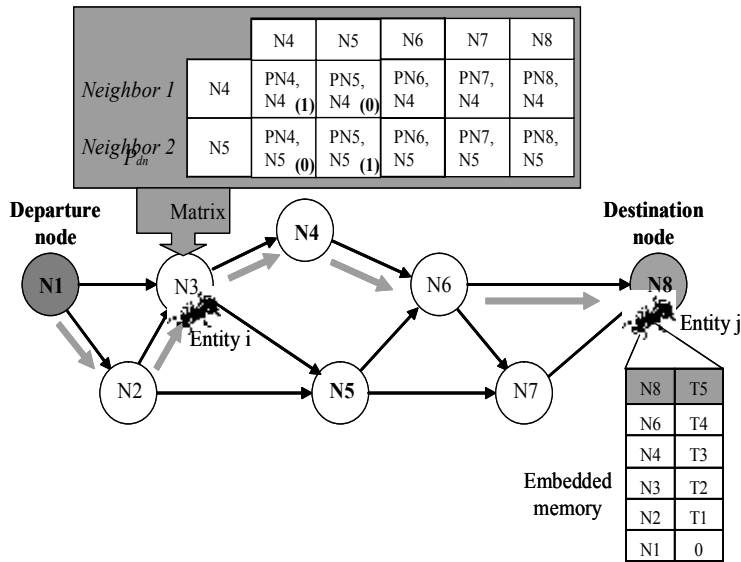 N4 N5 N6 N7 N8
Neighbor 1 N4 PN4, N4 (1) PN5, N4 (0) PN6, N4 PN7, N4 PN8, N4
Neighbor 2 N5 PN4, N5 (0) PN5, N5 (1) PN6, N5 PN7, N5 PN8, N5
Pdn
Matrix
Departure node
Destination node
N4
N1
N3
N6
N8
Entity i
Entity j
N2
N5
N7
N8 T5
N6 T4
N4 T3
Embedded memory
N3 T2
N2 T1
N1 0